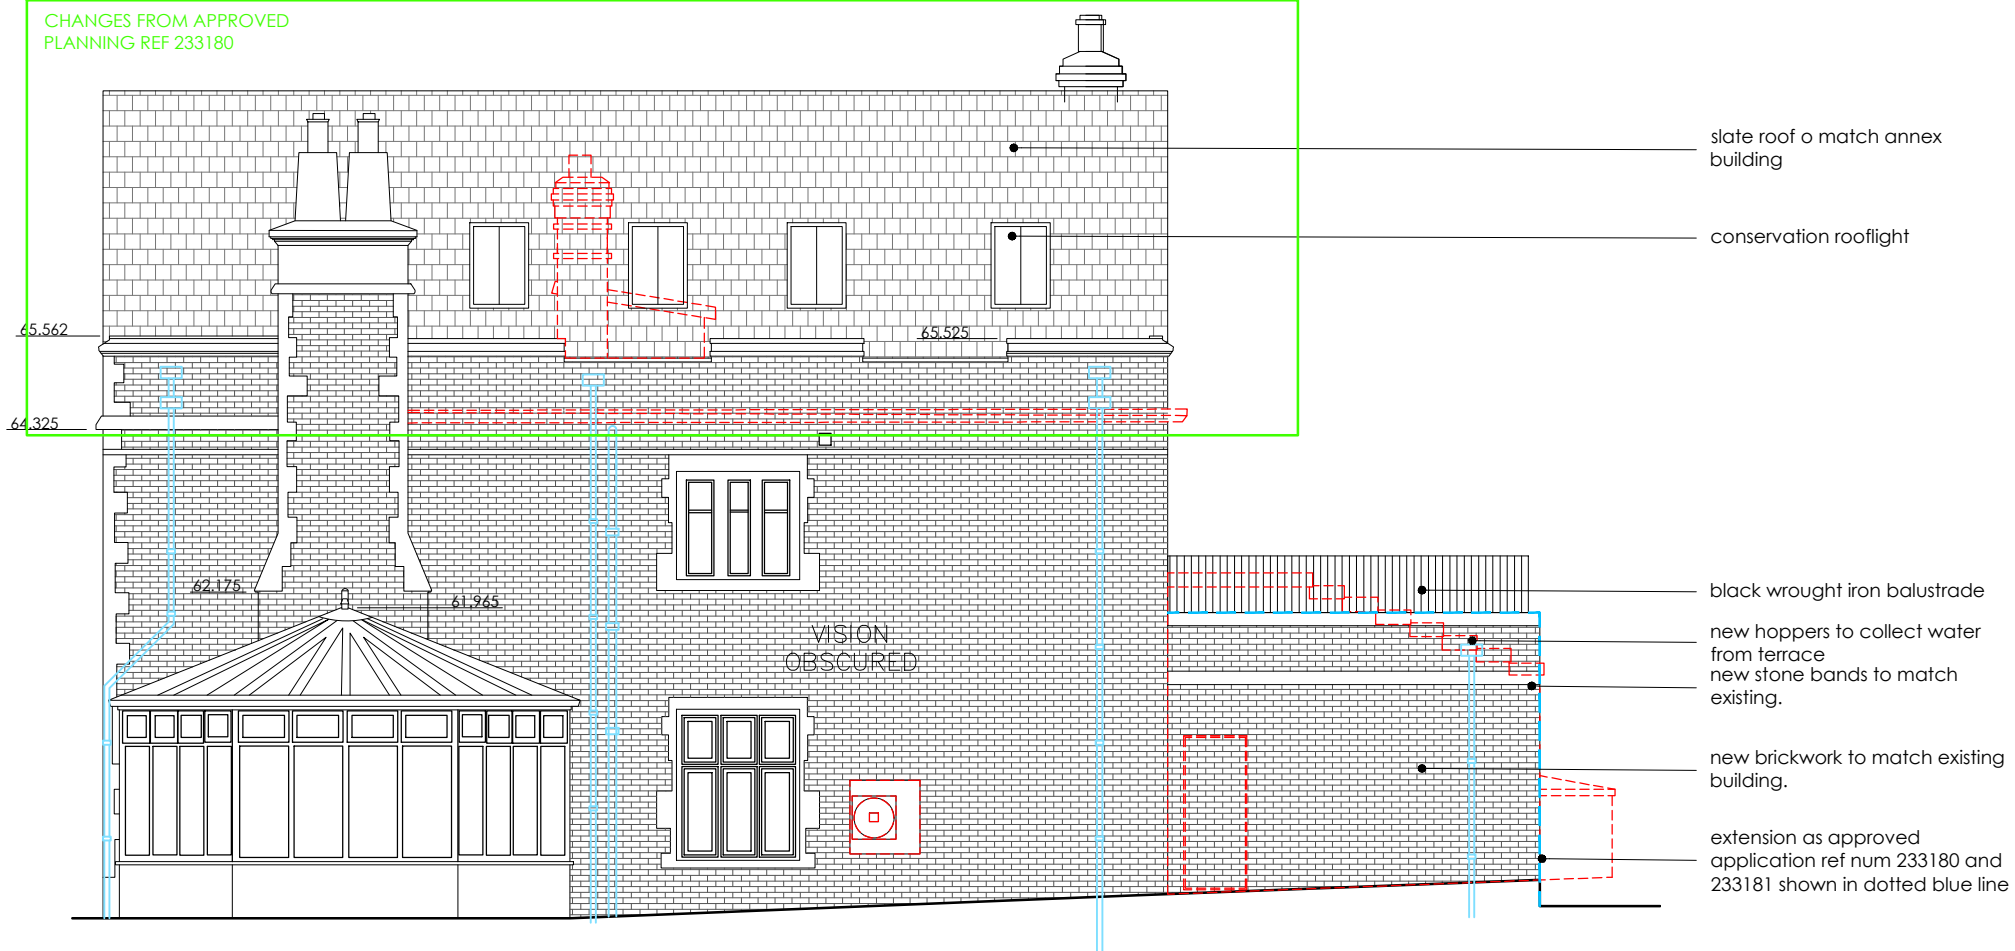 CHANGES FROM APPROVED
PLANNING REF 233180
slate roof o match annex
building
conservation rooflight
65.562
65.525
64.325
62.175
61.965
VISION
OBSCURED
black wrought iron balustrade
new hoppers to collect water
from terrace
new stone bands to match
existing.
new brickwork to match existing
building.
extension as approved
application ref num 233180 and
233181 shown in dotted blue line